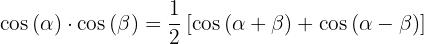 cos (α) · cos (β) = 1/2 [cos (α + β) + cos (α − β)]